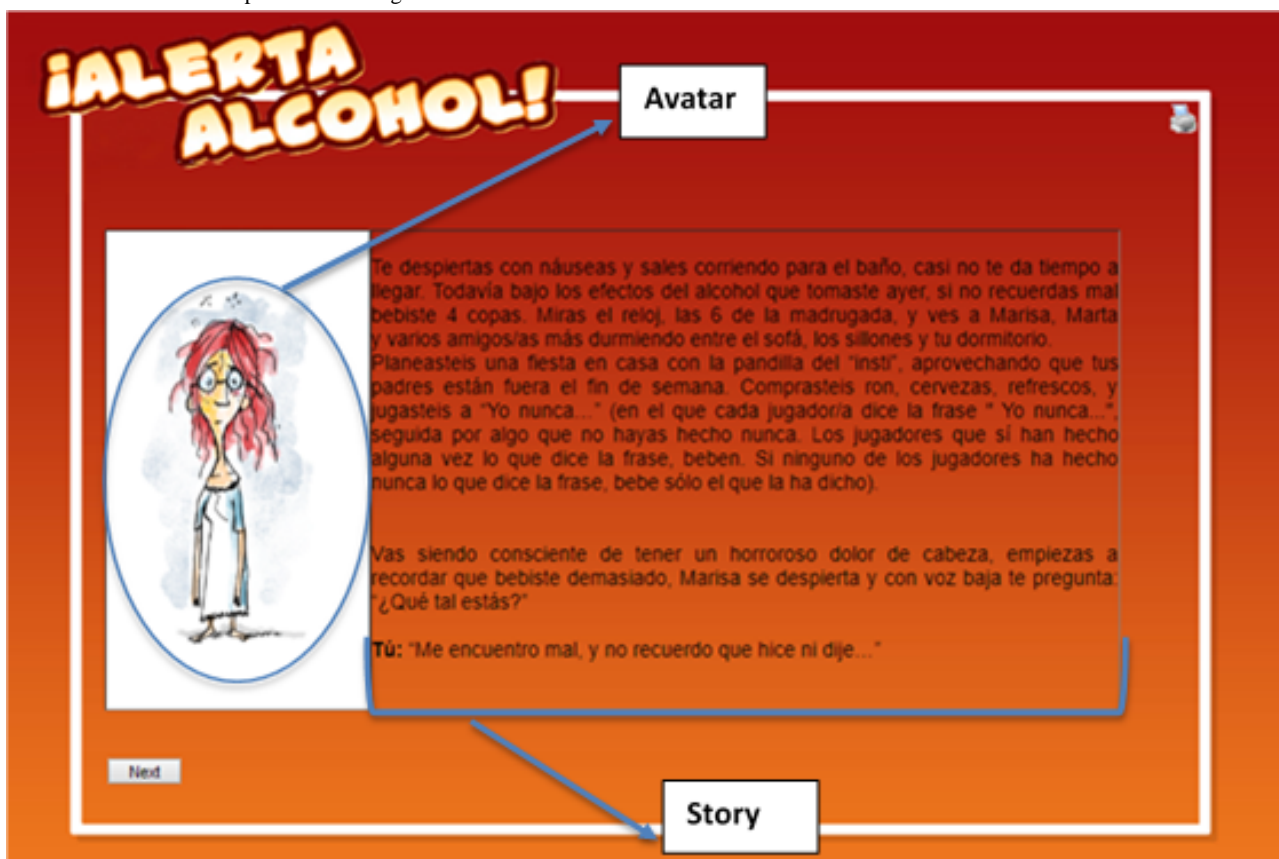 ¡ALERTA
ALCOHOL!
Avatar
Te despiertas con náuseas y sales corriendo para el baño, casi no te da tiempo a
llegar. Todavía bajo los efectos del alcohol que tomaste ayer, si no recuerdas mal
bebiste 4 copas. Miras el reloj, las 6 de la madrugada, y ves a Marisa, Marta
y varios amigos/as más durmiendo entre el sofá, los sillones y tu dormitorio.
Planeasteis una fiesta en casa con la pandilla del "insti", aprovechando que tus
padres están fuera el fin de semana. Comprasteis ron, cervezas, refrescos, y
jugasteis a "Yo nunca..." (en el que cada jugador/a dice la frase " Yo nunca...",
seguida por algo que no hayas hecho nunca. Los jugadores que sí han hecho
alguna vez lo que dice la frase, beben. Si ninguno de los jugadores ha hecho
nunca lo que dice la frase, bebe sólo el que la ha dicho).
Vas siendo consciente de tener un horroroso dolor de cabeza, empiezas a
recordar que bebiste demasiado, Marisa se despierta y con voz baja te pregunta:
"¿Qué tal estás?"
Tú: "Me encuentro mal, y no recuerdo que hice ni dije..."
Next
Story